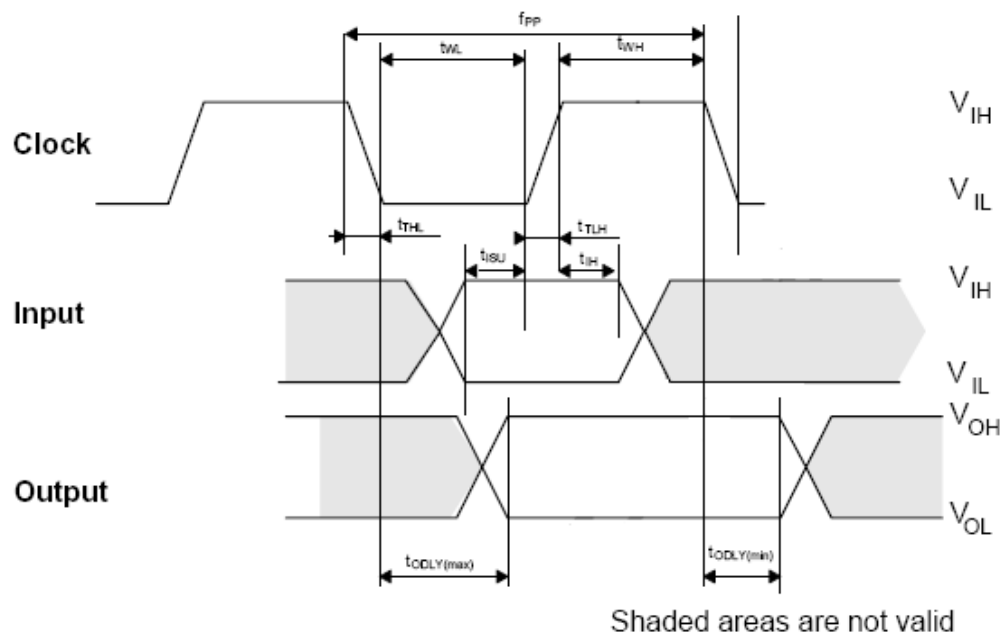 fPP
tWL
tWH
Clock
VIH
VIL
tTHL
tTLH
tISU
tIH
Input
VIH
VIL
VOH
Output
VOL
tODLY(max)
tODLY(min)
Shaded areas are not valid